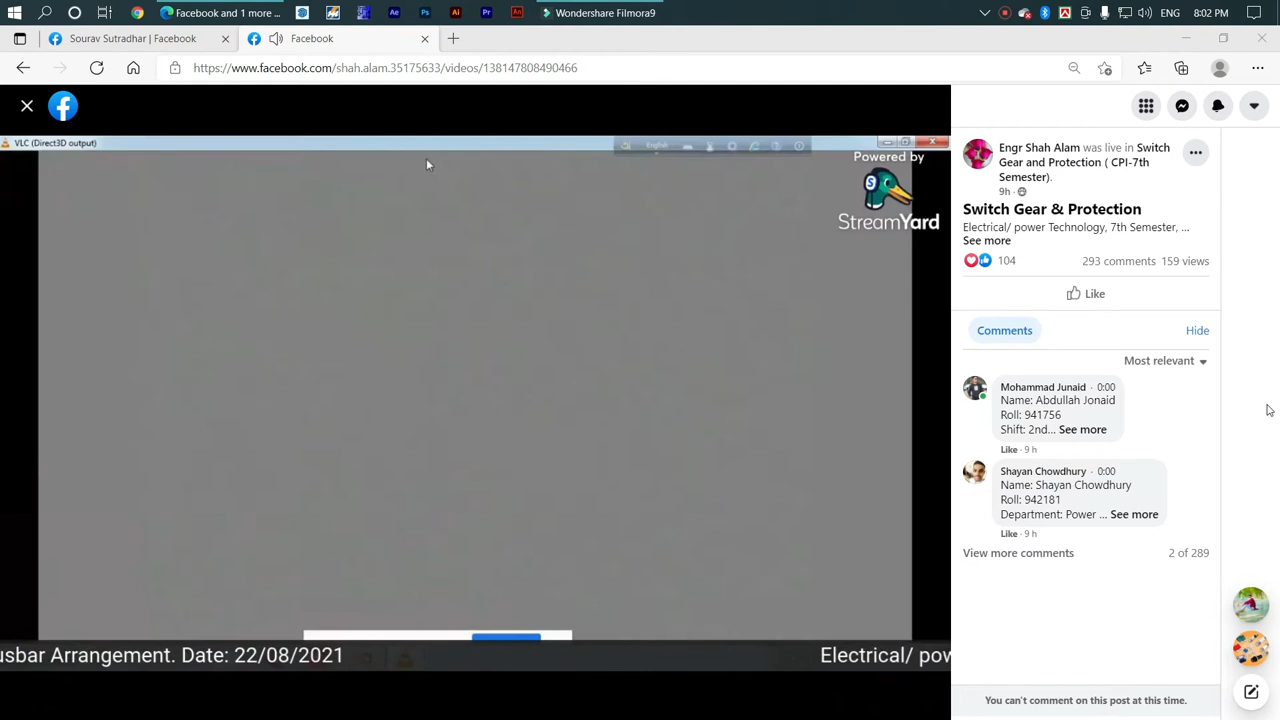 Facebook and 1 more ...
Wondershare Filmora9
ENG
8:02 PM
Sourav Sutradhar | Facebook
Facebook
https://www.facebook.com/shah.alam.35175633/videos/138147808490466
VLC (Direct3D output)
English
Powered by
StreamYard
usbar Arrangement. Date: 22/08/2021
Electrical/ pow
Engr Shah Alam was live in Switch
Gear and Protection ( CPI-7th
Semester).
9h
Switch Gear & Protection
Electrical/ power Technology, 7th Semester, ...
See more
104
293 comments 159 views
Like
Comments
Hide
Most relevant
Mohammad Junaid · 0:00
Name: Abdullah Jonaid
Roll: 941756
Shift: 2nd... See more
Like · 9 h
Shayan Chowdhury · 0:00
Name: Shayan Chowdhury
Roll: 942181
Department: Power ... See more
Like · 9 h
View more comments
2 of 289
You can't comment on this post at this time.